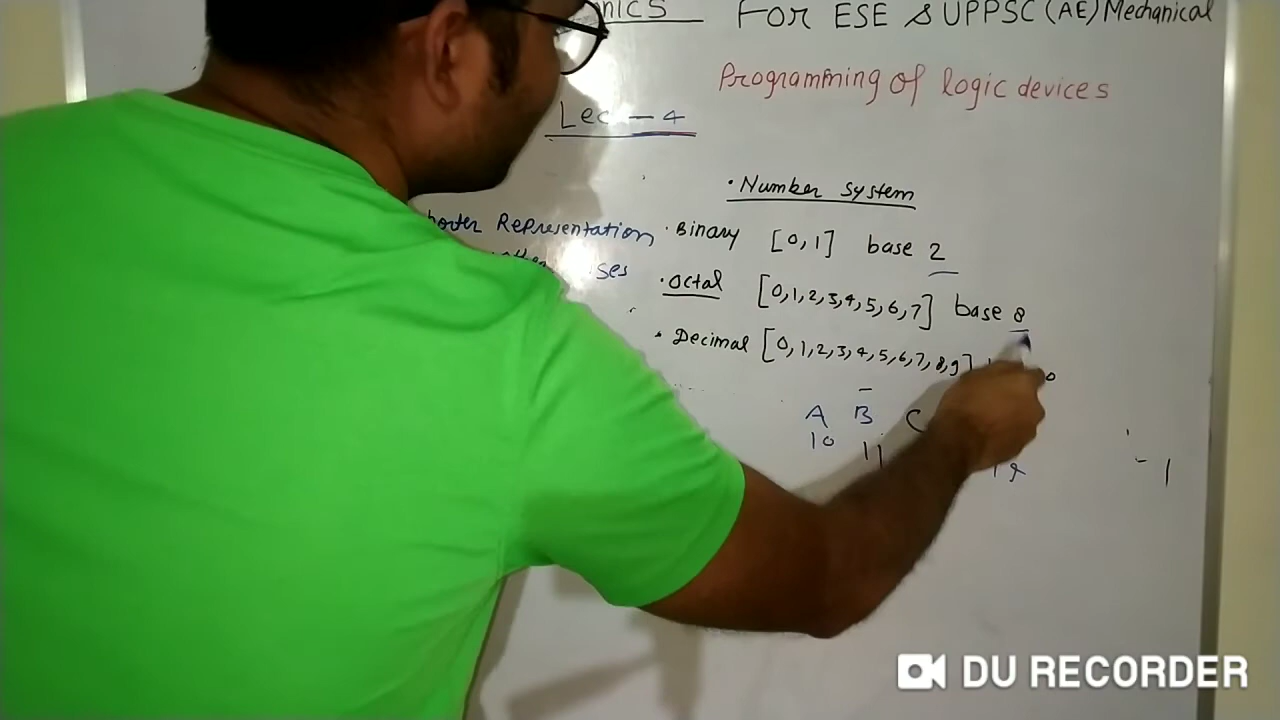 FOR ESE & UPPSC (AE) Mechanical
Programming of logic devices
Lec - 4
• Number System
Representation
• Binary [0,1] base 2
• Octal [0,1,2,3,4,5,6,7] base 8
• Decimal [0,1,2,3,4,5,6,7,8,9]
A B C
10 11
- 1
DU RECORDER